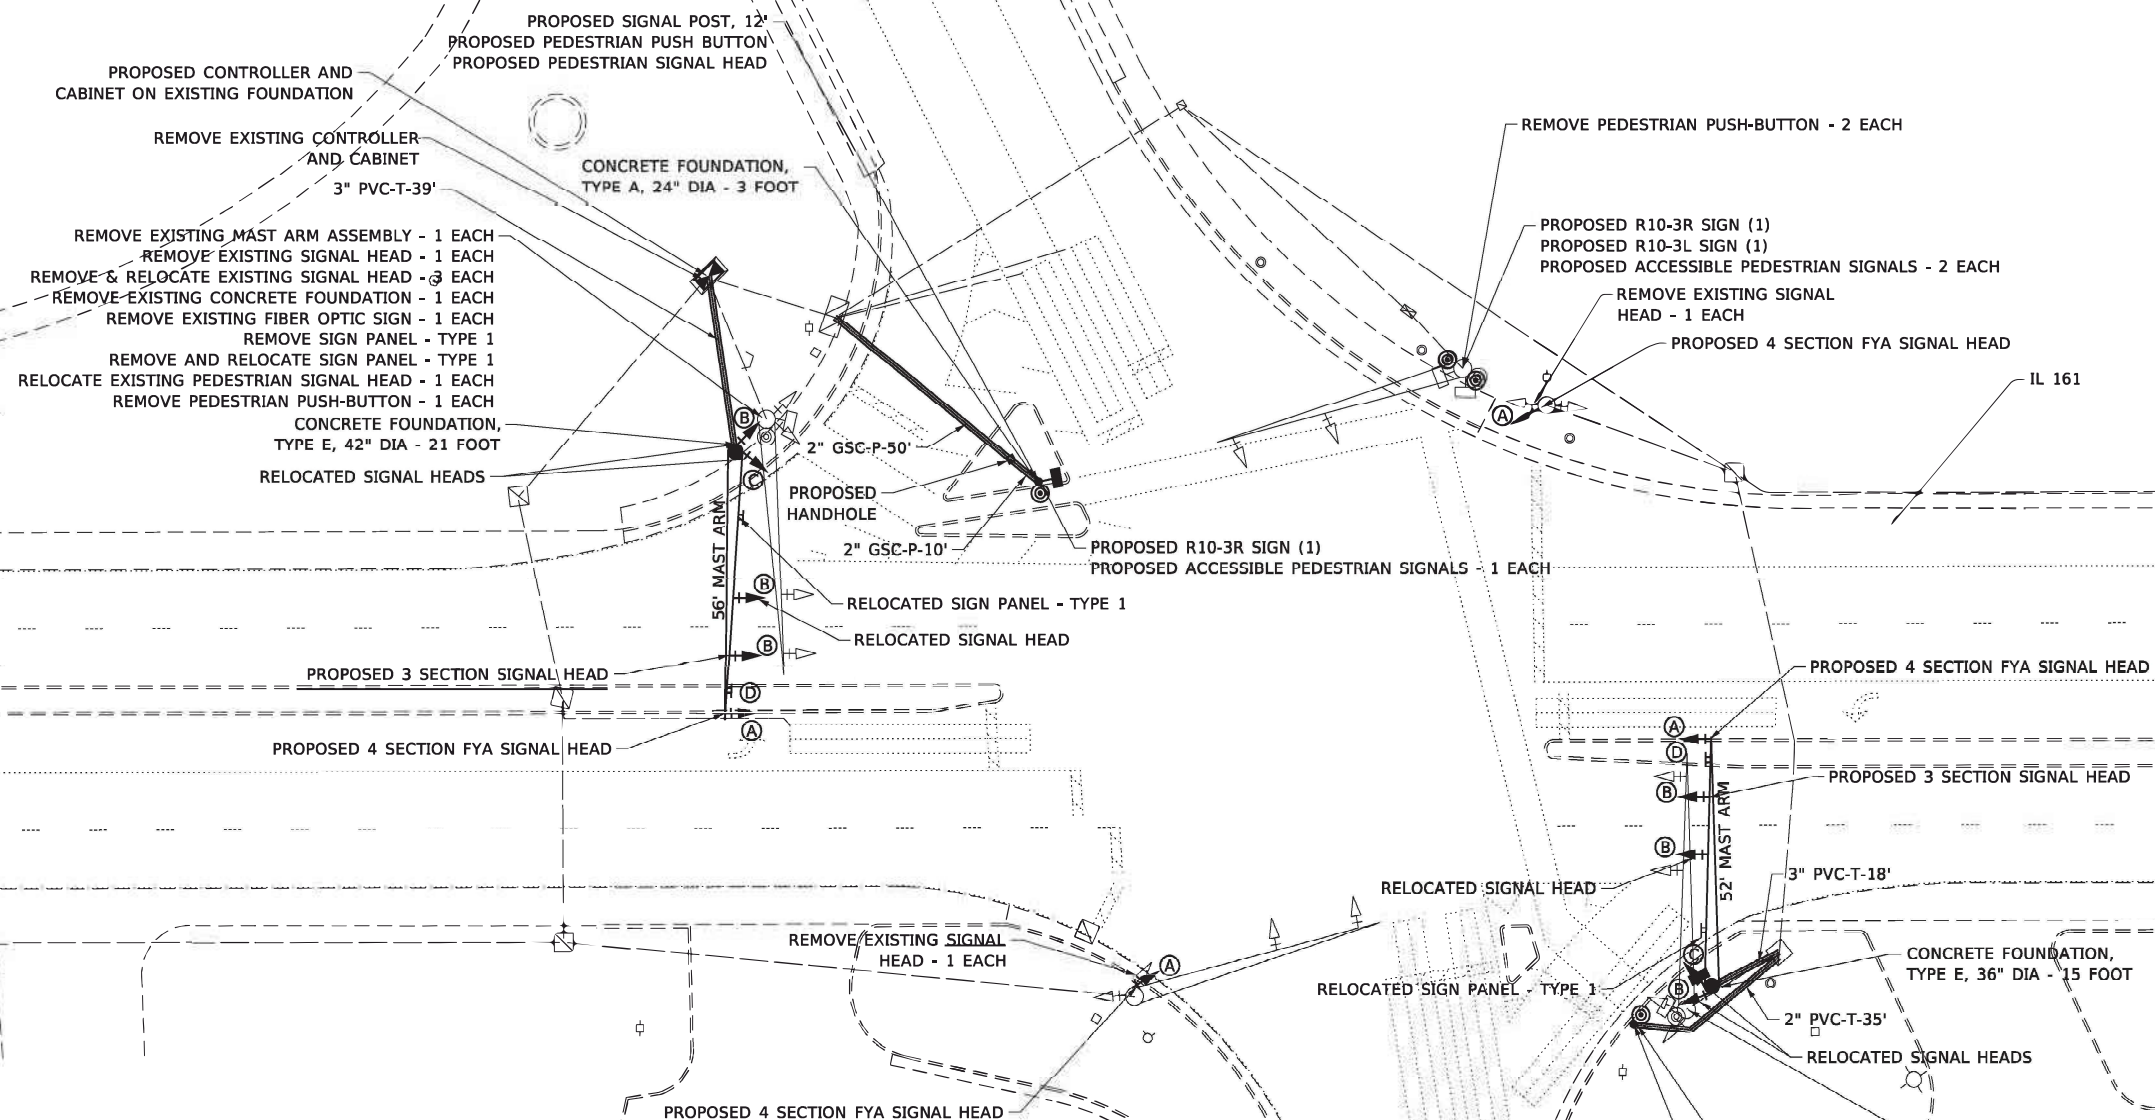 PROPOSED SIGNAL POST, 12'
PROPOSED PEDESTRIAN PUSH BUTTON
PROPOSED PEDESTRIAN SIGNAL HEAD
PROPOSED CONTROLLER AND
CABINET ON EXISTING FOUNDATION
REMOVE EXISTING CONTROLLER
AND CABINET
3" PVC-T-39'
CONCRETE FOUNDATION,
TYPE A, 24" DIA - 3 FOOT
REMOVE EXISTING MAST ARM ASSEMBLY - 1 EACH
REMOVE EXISTING SIGNAL HEAD - 1 EACH
REMOVE & RELOCATE EXISTING SIGNAL HEAD - 3 EACH
REMOVE EXISTING CONCRETE FOUNDATION - 1 EACH
REMOVE EXISTING FIBER OPTIC SIGN - 1 EACH
REMOVE SIGN PANEL - TYPE 1
REMOVE AND RELOCATE SIGN PANEL - TYPE 1
RELOCATE EXISTING PEDESTRIAN SIGNAL HEAD - 1 EACH
REMOVE PEDESTRIAN PUSH-BUTTON - 1 EACH
CONCRETE FOUNDATION,
TYPE E, 42" DIA - 21 FOOT
RELOCATED SIGNAL HEADS
B
C
56' MAST ARM
B
B
D
A
2" GSC-P-50'
PROPOSED
HANDHOLE
2" GSC-P-10'
PROPOSED R10-3R SIGN (1)
PROPOSED ACCESSIBLE PEDESTRIAN SIGNALS - 1 EACH
RELOCATED SIGN PANEL - TYPE 1
RELOCATED SIGNAL HEAD
PROPOSED 3 SECTION SIGNAL HEAD
PROPOSED 4 SECTION FYA SIGNAL HEAD
REMOVE PEDESTRIAN PUSH-BUTTON - 2 EACH
PROPOSED R10-3R SIGN (1)
PROPOSED R10-3L SIGN (1)
PROPOSED ACCESSIBLE PEDESTRIAN SIGNALS - 2 EACH
REMOVE EXISTING SIGNAL
HEAD - 1 EACH
PROPOSED 4 SECTION FYA SIGNAL HEAD
A
IL 161
PROPOSED 4 SECTION FYA SIGNAL HEAD
A
D
PROPOSED 3 SECTION SIGNAL HEAD
B
B
52' MAST ARM
RELOCATED SIGNAL HEAD
3" PVC-T-18'
REMOVE EXISTING SIGNAL
HEAD - 1 EACH
A
C
B
CONCRETE FOUNDATION,
TYPE E, 36" DIA - 15 FOOT
RELOCATED SIGN PANEL - TYPE 1
2" PVC-T-35'
RELOCATED SIGNAL HEADS
PROPOSED 4 SECTION FYA SIGNAL HEAD